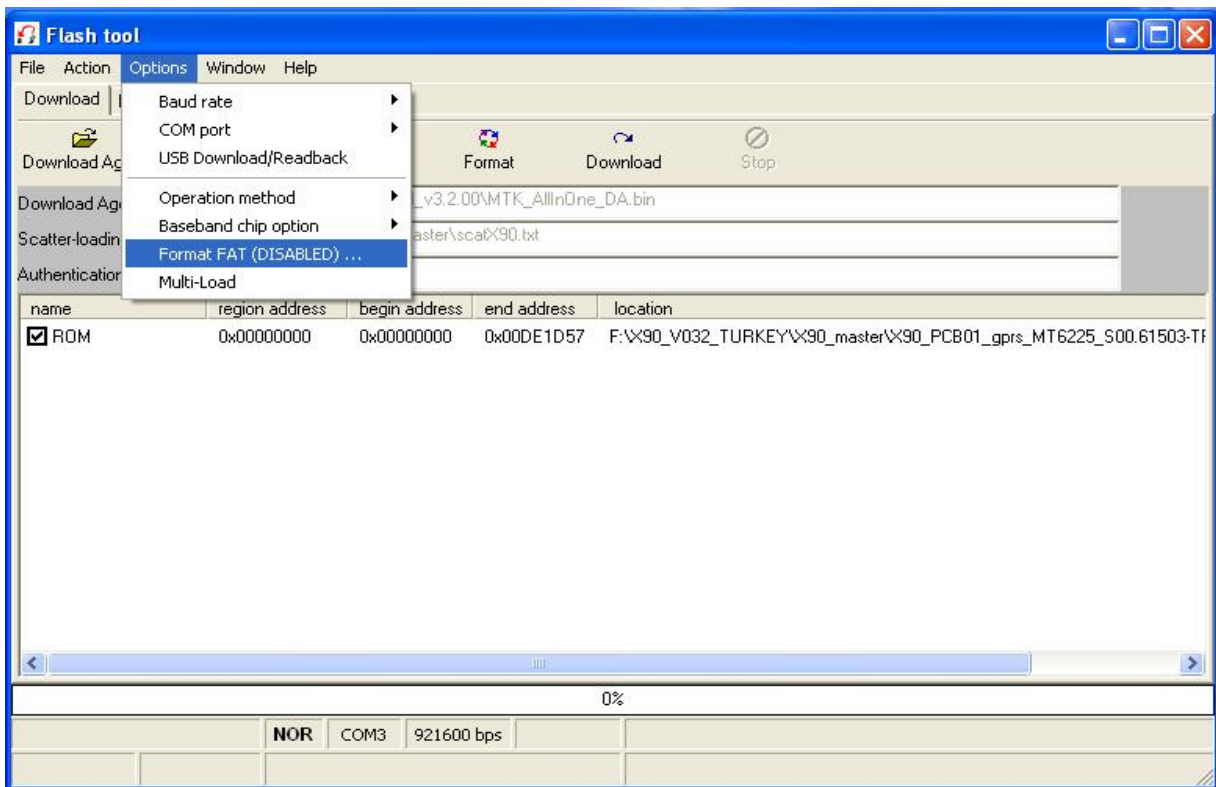 Flash tool
File Action Options Window Help
Download
Baud rate
COM port
USB Download/Readback
Operation method
Baseband chip option
Format FAT (DISABLED) ...
Multi-Load
Download Ag
Format
Download
Stop
Download Age
_v3.2.00\MTK_AllInOne_DA.bin
Scatter-loadin
aster\scatX90.txt
Authentication
name region address begin address end address location
ROM 0x00000000 0x00000000 0x00DE1D57 F:\X90_V032_TURKEY\X90_master\X90_PCB01_gprs_MT6225_S00.61503-TF
0%
NOR COM3 921600 bps